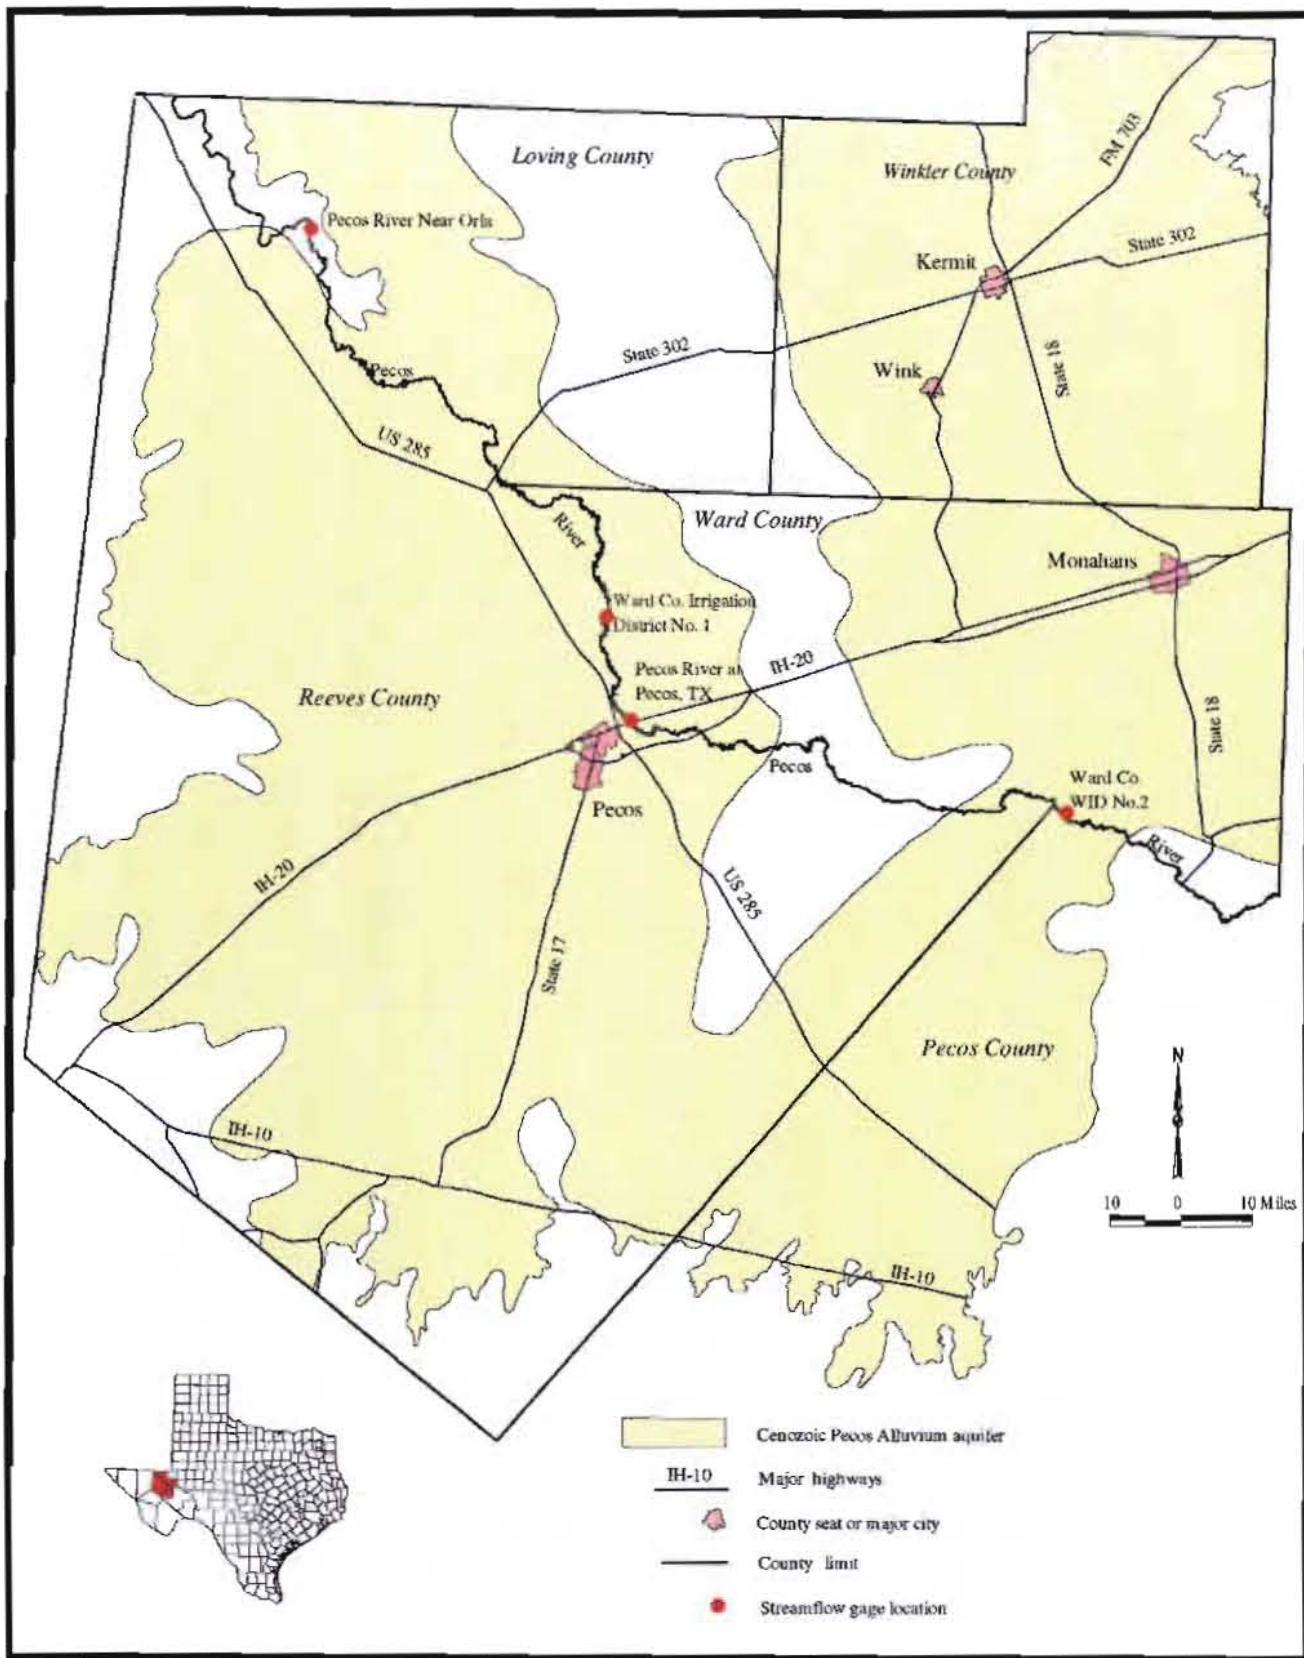 Loving County
Winkler County
FM 703
Pecos River Near Orla
State 302
Kermit
State 302
Pecos
Wink
State 18
US 285
River
Ward County
Monahans
Ward Co. Irrigation
District No. 1
Pecos River at
Pecos, TX
IH-20
Reeves County
State 18
Pecos
Ward Co
WID No.2
Pecos
River
IH-20
US 285
State 17
Pecos County
N
IH-10
10 0 10 Miles
IH-10
Cenozoic Pecos Alluvium aquifer
IH-10
Major highways
County seat or major city
County limit
Streamflow gage location